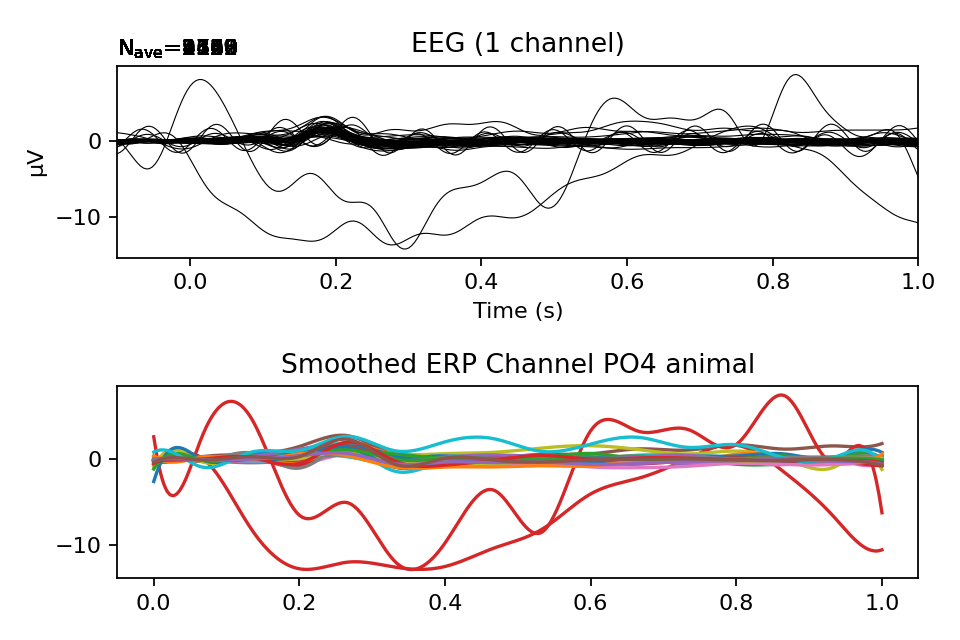 EEG (1 channel)
N_ave=
0
−10
µV
0.0 0.2 0.4 0.6 0.8 1.0
Time (s)
Smoothed ERP Channel PO4 animal
0
−10
0.0 0.2 0.4 0.6 0.8 1.0